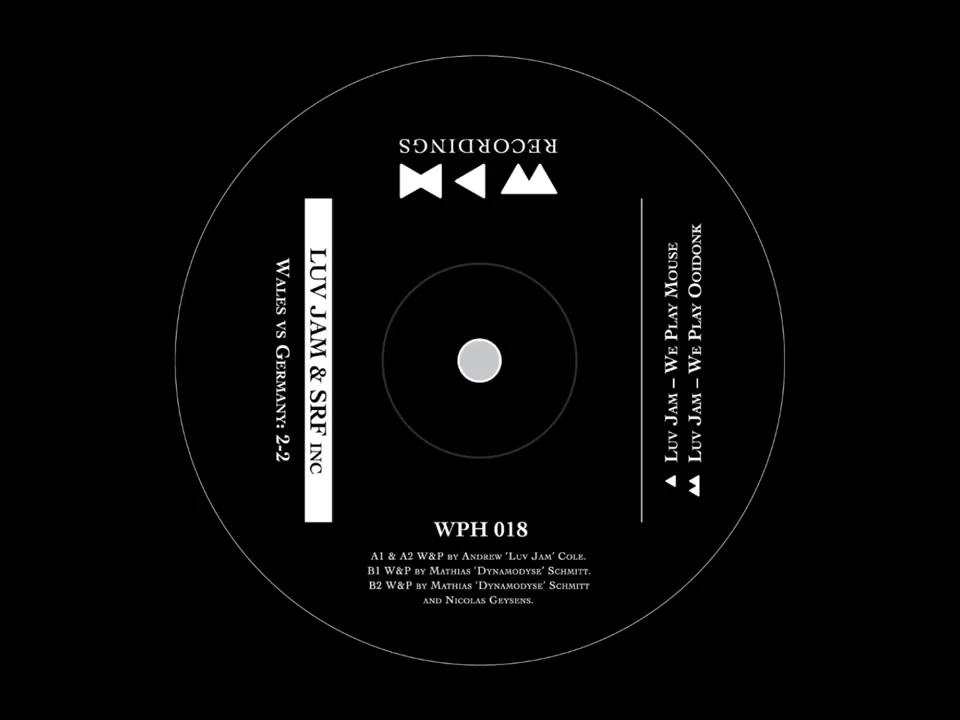 RECORDINGS
LUV JAM & SRF INC
WALES VS GERMANY: 2-2
LUV JAM – WE PLAY MOUSE
LUV JAM – WE PLAY OOIDONK
WPH 018
A1 & A2 W&P BY ANDREW 'LUV JAM' COLE.
B1 W&P BY MATHIAS 'DYNAMODYSE' SCHMITT.
B2 W&P BY MATHIAS 'DYNAMODYSE' SCHMITT
AND NICOLAS GEYSENS.